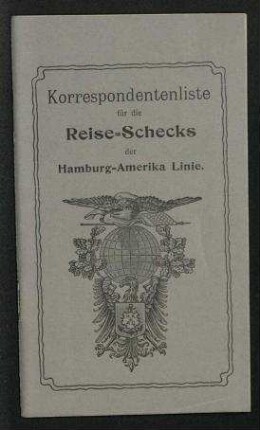 Korrespondentenliste
für die
Reise-Schecks
der
Hamburg-Amerika Linie.